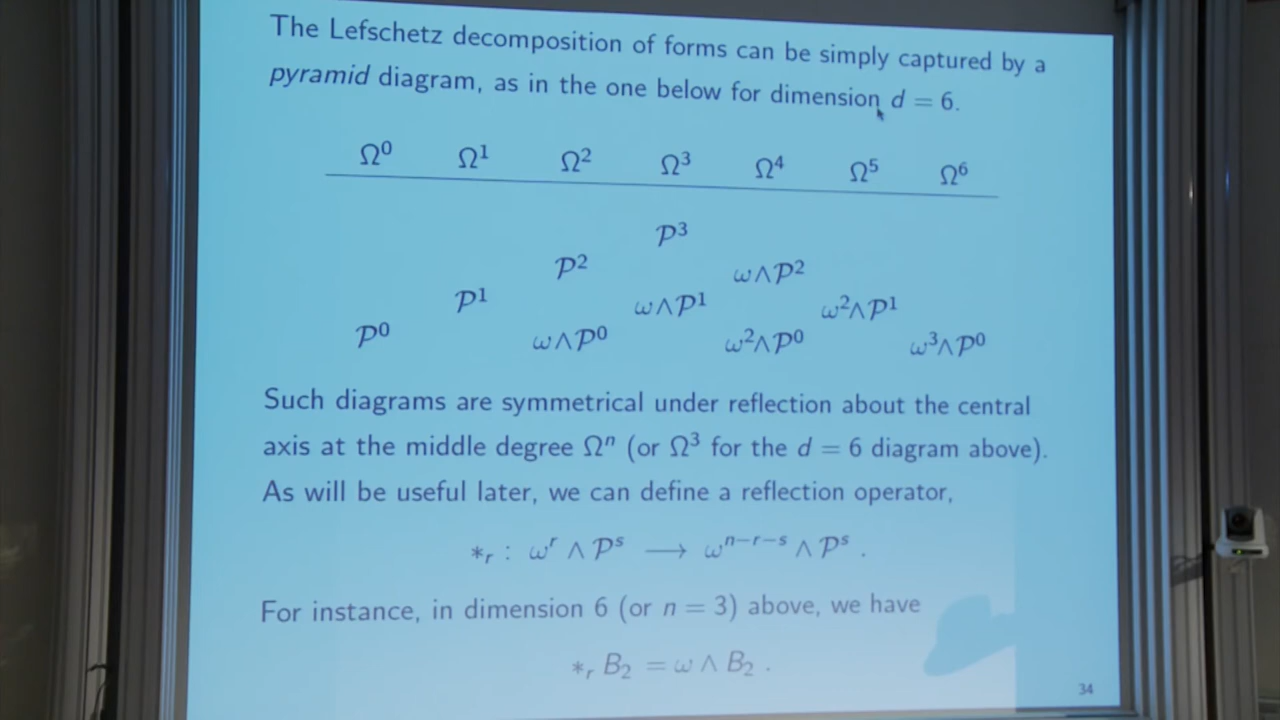 The Lefschetz decomposition of forms can be simply captured by a
pyramid diagram, as in the one below for dimension d = 6.
Ω⁰ Ω¹ Ω² Ω³ Ω⁴ Ω⁵ Ω⁶
𝒫³
𝒫² ω∧𝒫²
𝒫¹ ω∧𝒫¹ ω²∧𝒫¹
𝒫⁰ ω∧𝒫⁰ ω²∧𝒫⁰ ω³∧𝒫⁰
Such diagrams are symmetrical under reflection about the central
axis at the middle degree Ωⁿ (or Ω³ for the d = 6 diagram above).
As will be useful later, we can define a reflection operator,
*ᵣ : ωʳ ∧ 𝒫ˢ ⟶ ωⁿ⁻ʳ⁻ˢ ∧ 𝒫ˢ .
For instance, in dimension 6 (or n = 3) above, we have
*ᵣ B₂ = ω ∧ B₂ .
34